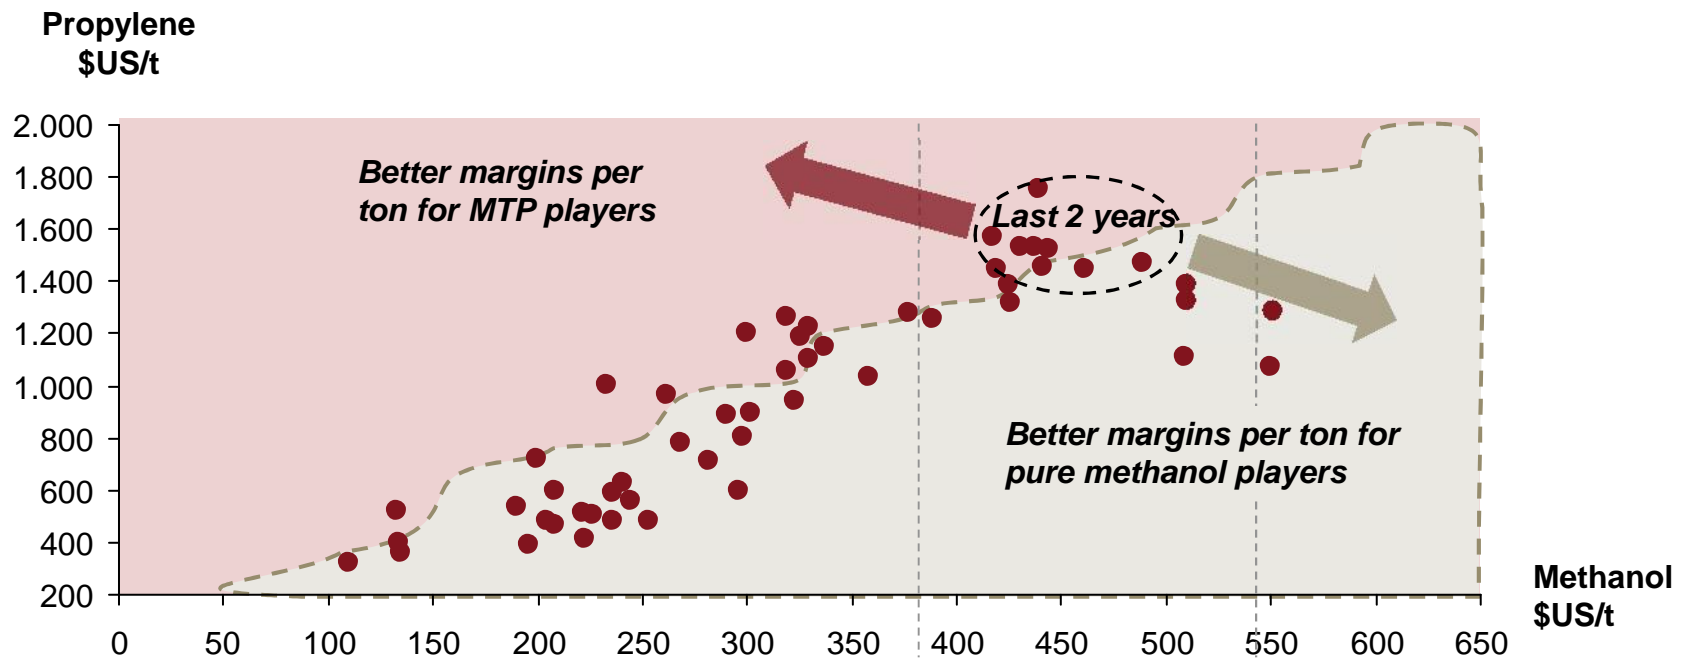 Propylene
$US/t
2.000
1.800
1.600
1.400
1.200
1.000
800
600
400
200
Better margins per
ton for MTP players
Last 2 years
Better margins per ton for
pure methanol players
Methanol
$US/t
0 50 100 150 200 250 300 350 400 450 500 550 600 650